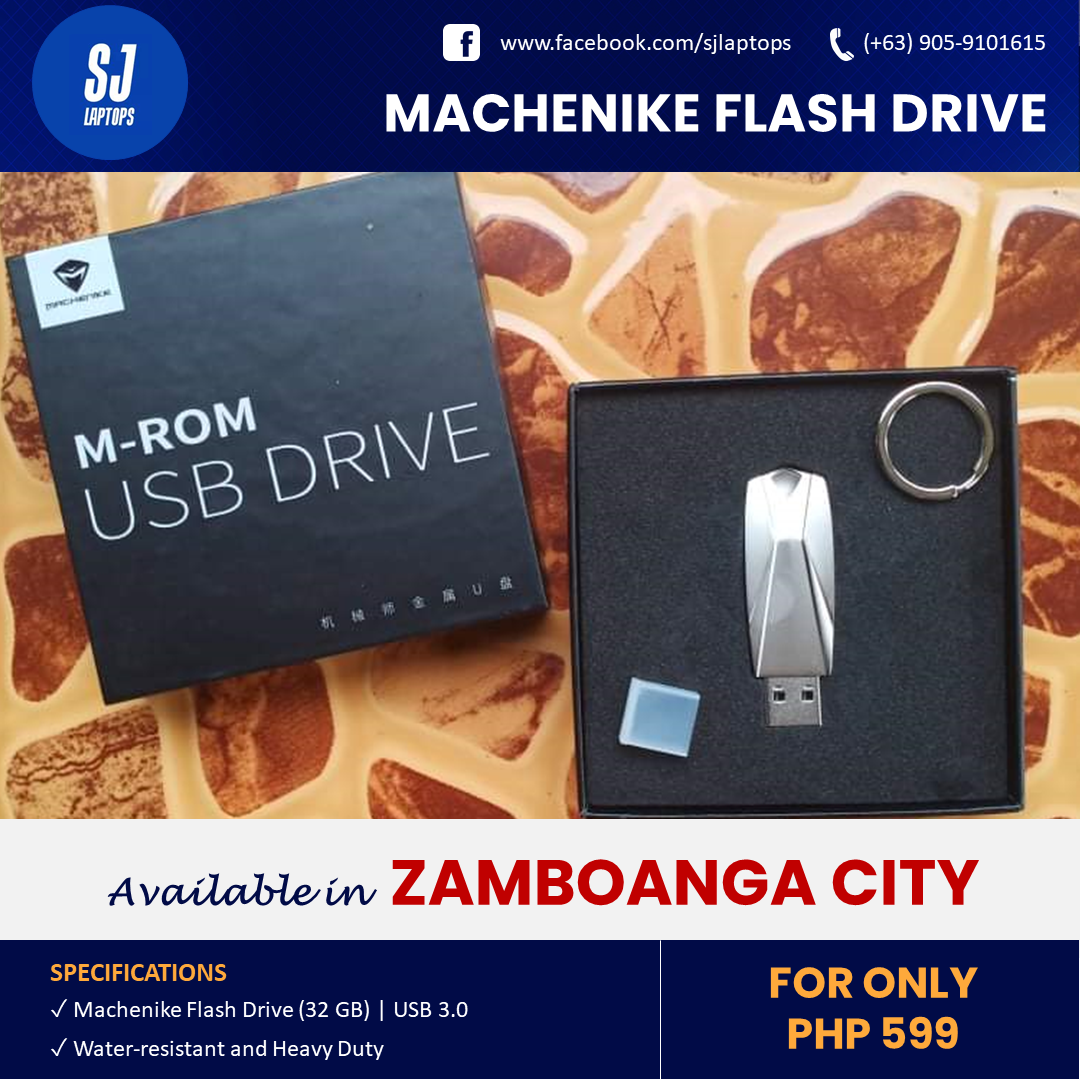 SJ
LAPTOPS
www.facebook.com/sjlaptops
(+63) 905-9101615
MACHENIKE FLASH DRIVE
MACHENIKE
M-ROM
USB DRIVE
机械师金属U盘
Available in ZAMBOANGA CITY
SPECIFICATIONS
✓ Machenike Flash Drive (32 GB) | USB 3.0
✓ Water-resistant and Heavy Duty
FOR ONLY
PHP 599